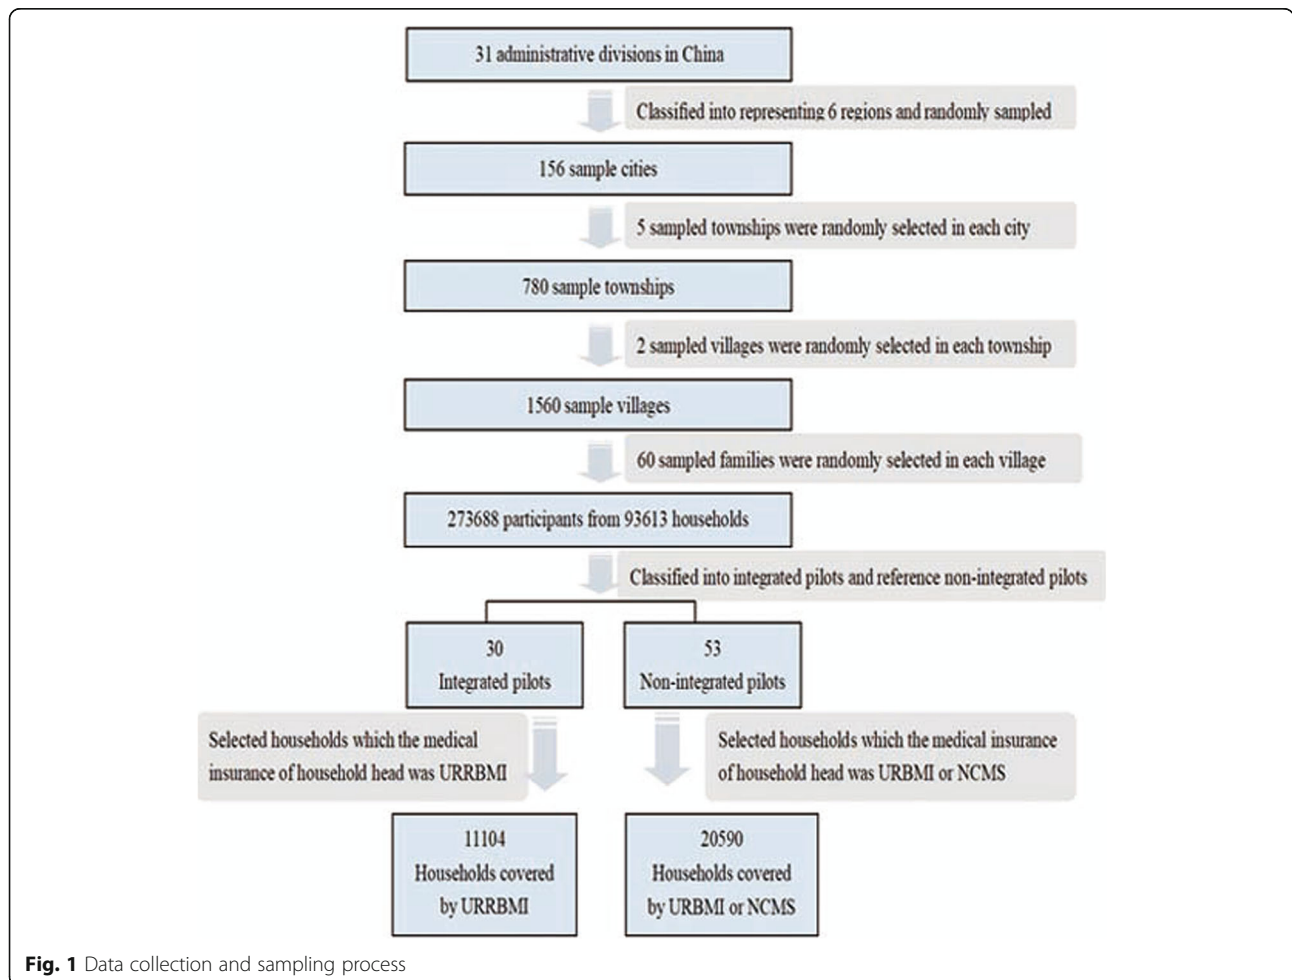 31 administrative divisions in China
Classified into representing 6 regions and randomly sampled
156 sample cities
5 sampled townships were randomly selected in each city
780 sample townships
2 sampled villages were randomly selected in each township
1560 sample villages
60 sampled families were randomly selected in each village
273688 participants from 93613 households
Classified into integrated pilots and reference non-integrated pilots
30
Integrated pilots
53
Non-integrated pilots
Selected households which the medical
insurance of household head was URRBMI
Selected households which the medical insurance
of household head was URBMI or NCMS
11104
Households covered
by URRBMI
20590
Households covered
by URBMI or NCMS
Fig. 1 Data collection and sampling process